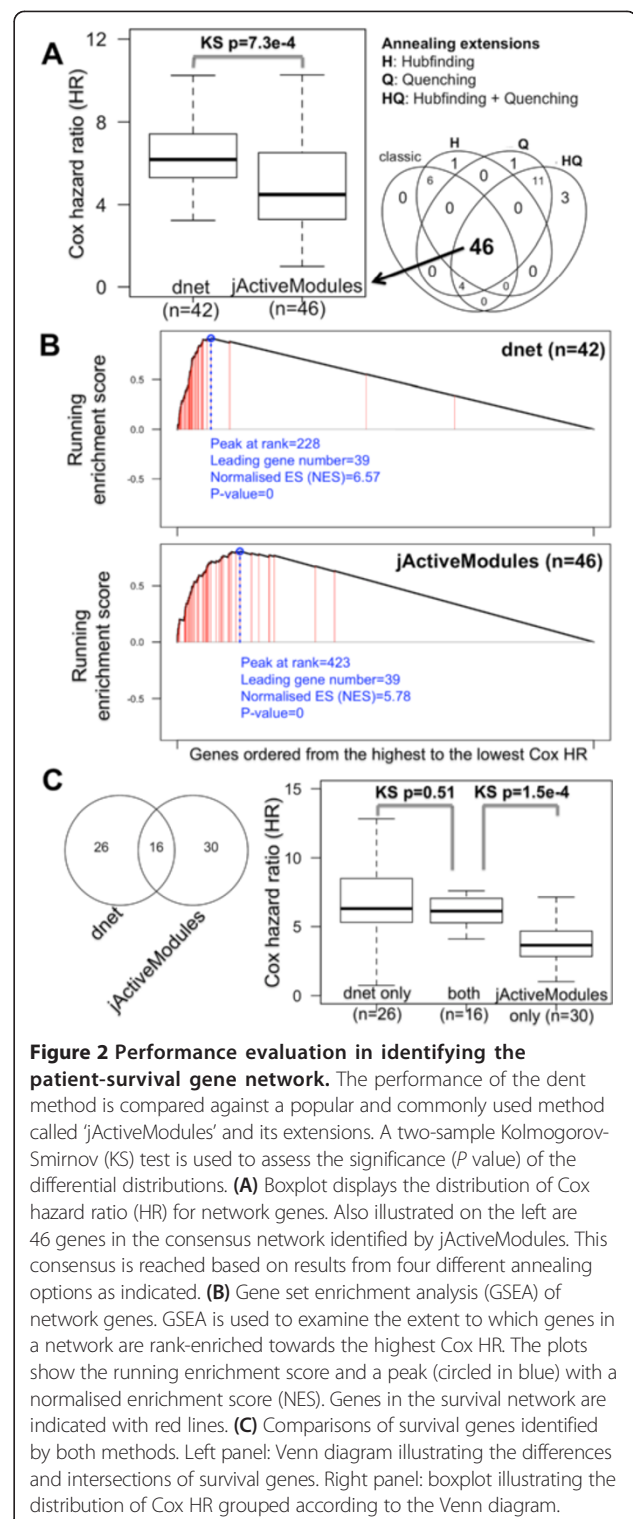 A
12
8
4
0
Cox hazard ratio (HR)
KS p=7.3e-4
dnet
(n=42)
jActiveModules
(n=46)
Annealing extensions
H: Hubfinding
Q: Quenching
HQ: Hubfinding + Quenching
classic
H
Q
HQ
0
6
1
0
1
11
3
0
0
46
0
4
0
0
0
B
Running
enrichment score
0.5
0.0
-0.5
dnet (n=42)
Peak at rank=228
Leading gene number=39
Normalised ES (NES)=6.57
P-value=0
Running
enrichment score
0.5
0.0
-0.5
jActiveModules (n=46)
Peak at rank=423
Leading gene number=39
Normalised ES (NES)=5.78
P-value=0
Genes ordered from the highest to the lowest Cox HR
C
26
16
30
dnet
jActiveModules
Cox hazard ratio (HR)
15
10
5
0
KS p=0.51
KS p=1.5e-4
dnet only
(n=26)
both
(n=16)
jActiveModules
only (n=30)
Figure 2 Performance evaluation in identifying the
patient-survival gene network. The performance of the dent
method is compared against a popular and commonly used method
called ‘jActiveModules’ and its extensions. A two-sample Kolmogorov-
Smirnov (KS) test is used to assess the significance (P value) of the
differential distributions. (A) Boxplot displays the distribution of Cox
hazard ratio (HR) for network genes. Also illustrated on the left are
46 genes in the consensus network identified by jActiveModules. This
consensus is reached based on results from four different annealing
options as indicated. (B) Gene set enrichment analysis (GSEA) of
network genes. GSEA is used to examine the extent to which genes in
a network are rank-enriched towards the highest Cox HR. The plots
show the running enrichment score and a peak (circled in blue) with a
normalised enrichment score (NES). Genes in the survival network are
indicated with red lines. (C) Comparisons of survival genes identified
by both methods. Left panel: Venn diagram illustrating the differences
and intersections of survival genes. Right panel: boxplot illustrating the
distribution of Cox HR grouped according to the Venn diagram.